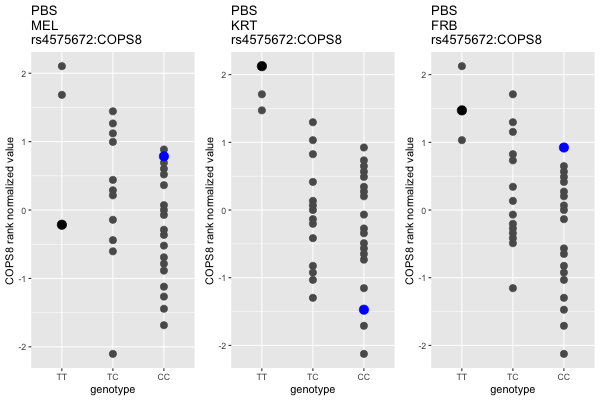 PBS
MEL
rs4575672:COPS8
COPS8 rank normalized value
2
1
0
-1
-2
TT TC CC
genotype
PBS
KRT
rs4575672:COPS8
COPS8 rank normalized value
2
1
0
-1
-2
TT TC CC
genotype
PBS
FRB
rs4575672:COPS8
COPS8 rank normalized value
2
1
0
-1
-2
TT TC CC
genotype